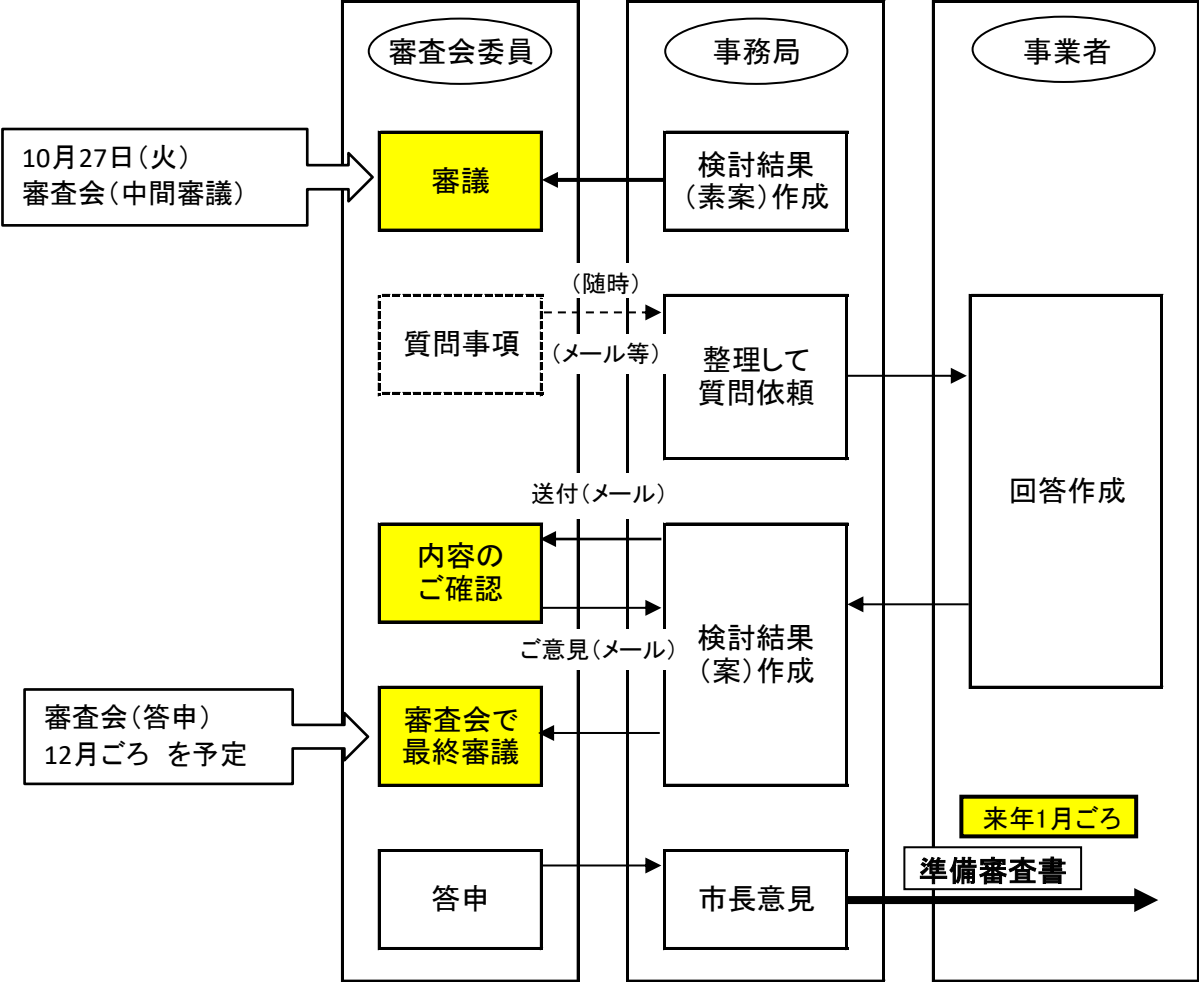 審査会委員
事務局
事業者
10月27日(火)
審査会(中間審議)
審議
検討結果
(素案)作成
(随時)
質問事項
(メール等)
整理して
質問依頼
回答作成
送付(メール)
内容の
ご確認
ご意見(メール)
検討結果
(案)作成
審査会(答申)
12月ごろ を予定
審査会で
最終審議
来年1月ごろ
準備審査書
答申
市長意見